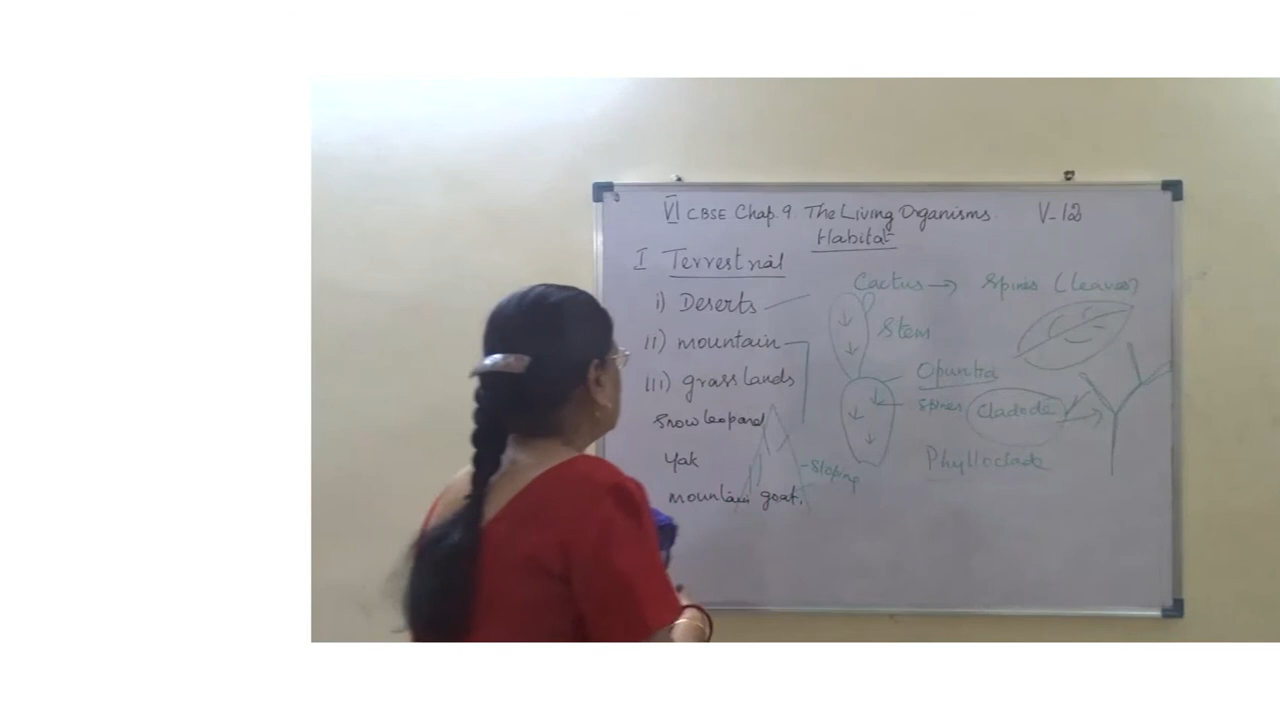 VI CBSE Chap. 9. The Living Organisms. V-12
Habitat
I Terrestrial
Cactus → Spines (leaves)
i) Deserts
Stem
ii) mountain
Opuntia
iii) grasslands
spines Cladode
Snow leopard
Phylloclade
Yak
- Sloping
mountain goat.